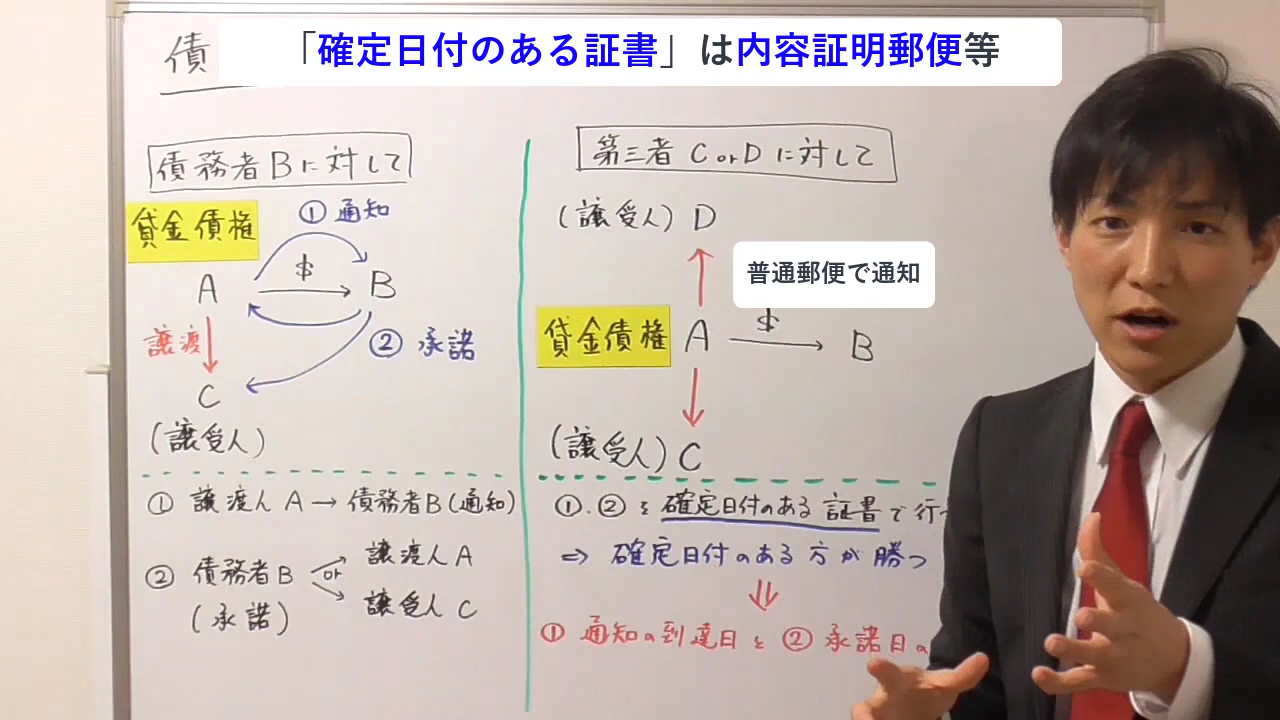 債
「確定日付のある証書」は内容証明郵便等
債務者Bに対して
貸金債権
①通知
A
$
B
譲渡
②承諾
C
(譲受人)
①譲渡人A→債務者B(通知)
②債務者B
or
譲渡人A
譲受人C
(承諾)
第三者CorDに対して
(譲受人)D
普通郵便で通知
貸金債権
A
$
B
(譲受人)C
①.②を確定日付のある証書で行
⇒確定日付のある方が勝つ
①通知の到達日と②承諾日の